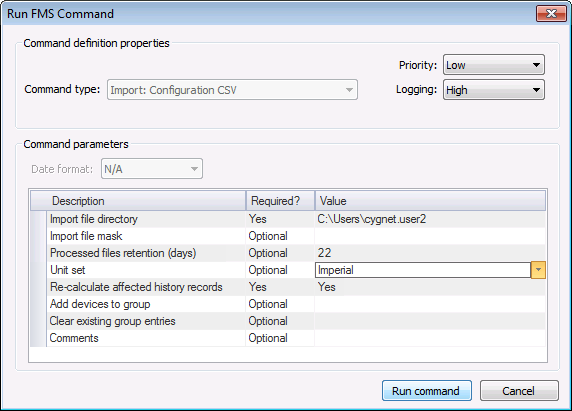 Run FMS Command
Command definition properties
Priority: Low
Command type: Import: Configuration CSV
Logging: High
Command parameters
Date format: N/A
Description Required? Value
Import file directory Yes C:\Users\cygnet.user2
Import file mask Optional
Processed files retention (days) Optional 22
Unit set Optional Imperial
Re-calculate affected history records Yes Yes
Add devices to group Optional
Clear existing group entries Optional
Comments Optional
Run command Cancel